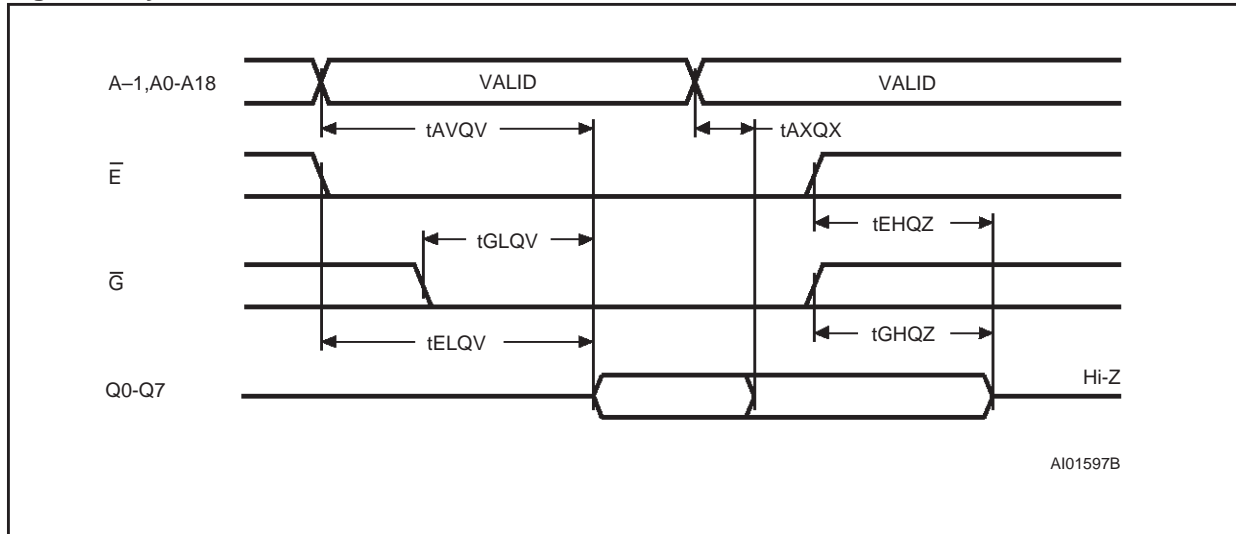 A–1,A0-A18
VALID
VALID
tAVQV
tAXQX
E̅
tEHQZ
tGLQV
G̅
tGHQZ
tELQV
Hi-Z
Q0-Q7
AI01597B